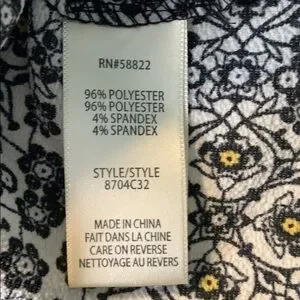 RN#58822
96% POLYESTER
96% POLYESTER
4% SPANDEX
4% SPANDEX
STYLE/STYLE
8704C32
MADE IN CHINA
FAIT DANS LA CHINE
CARE ON REVERSE
NETTOYAGE AU REVERS